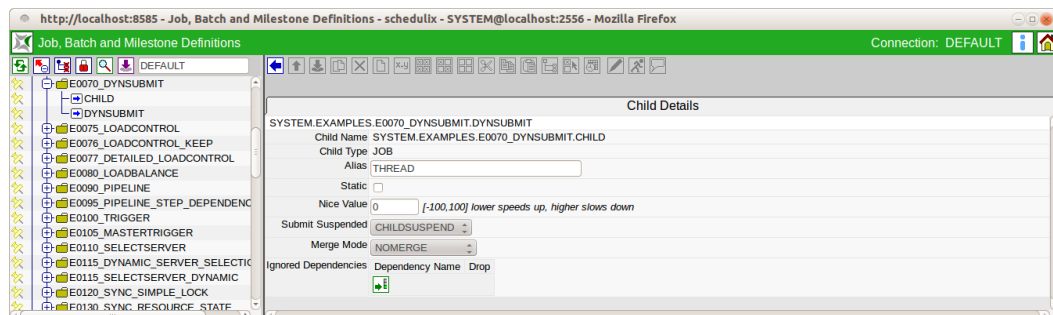 http://localhost:8585 - Job, Batch and Milestone Definitions - schedulix - SYSTEM@localhost:2556 - Mozilla Firefox
Job, Batch and Milestone Definitions
Connection: DEFAULT
DEFAULT
E0070_DYNSUBMIT
CHILD
DYNSUBMIT
E0075_LOADCONTROL
E0076_LOADCONTROL_KEEP
E0077_DETAILED_LOADCONTROL
E0080_LOADBALANCE
E0090_PIPELINE
E0095_PIPELINE_STEP_DEPENDENC
E0100_TRIGGER
E0105_MASTERTRIGGER
E0110_SELECTSERVER
E0115_DYNAMIC_SERVER_SELECTIO
E0115_SELECTSERVER_DYNAMIC
E0120_SYNC_SIMPLE_LOCK
E0130_SYNC_RESOURCE_STATE
Child Details
SYSTEM.EXAMPLES.E0070_DYNSUBMIT.DYNSUBMIT
Child Name SYSTEM.EXAMPLES.E0070_DYNSUBMIT.CHILD
Child Type JOB
Alias THREAD
Static
Nice Value 0 [-100,100] lower speeds up, higher slows down
Submit Suspended CHILDSUSPEND
Merge Mode NOMERGE
Ignored Dependencies Dependency Name Drop